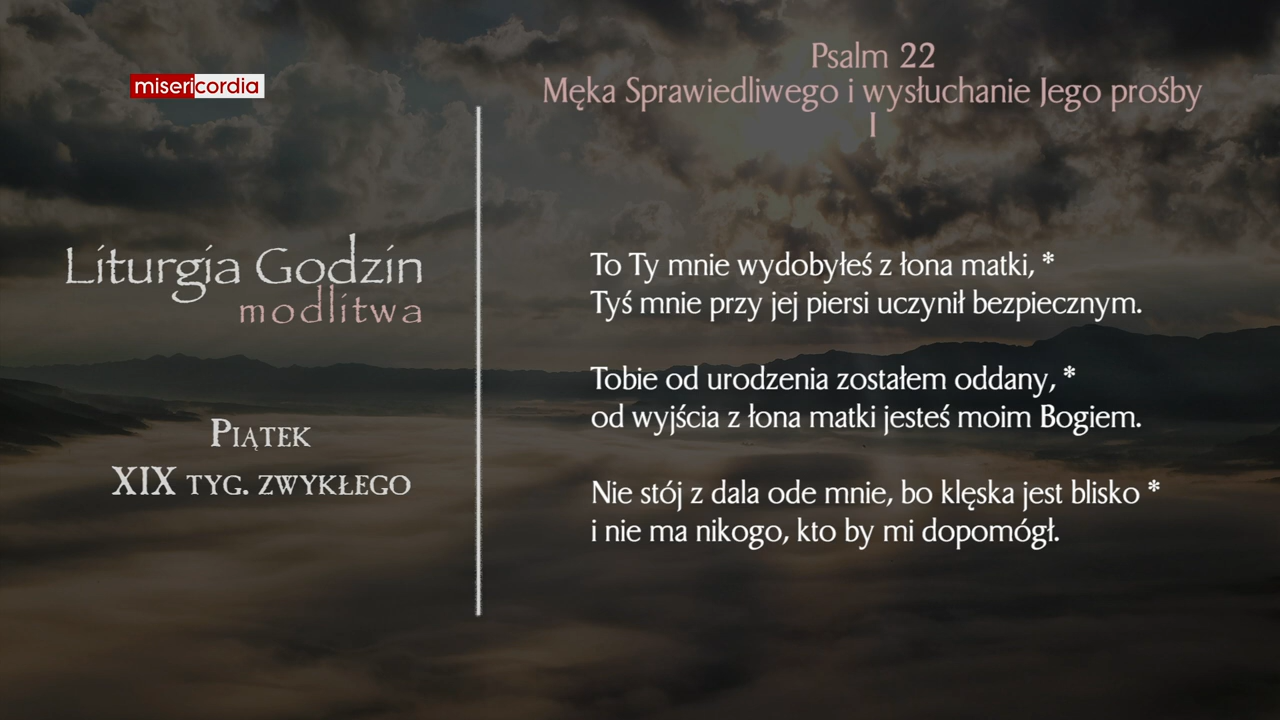 misericordia
Liturgia Godzin
modlitwa
Piątek
XIX tyg. zwykłego
Psalm 22
Męka Sprawiedliwego i wysłuchanie Jego prośby
I
To Ty mnie wydobyłeś z łona matki, *
Tyś mnie przy jej piersi uczynił bezpiecznym.
Tobie od urodzenia zostałem oddany, *
od wyjścia z łona matki jesteś moim Bogiem.
Nie stój z dala ode mnie, bo klęska jest blisko *
i nie ma nikogo, kto by mi dopomógł.